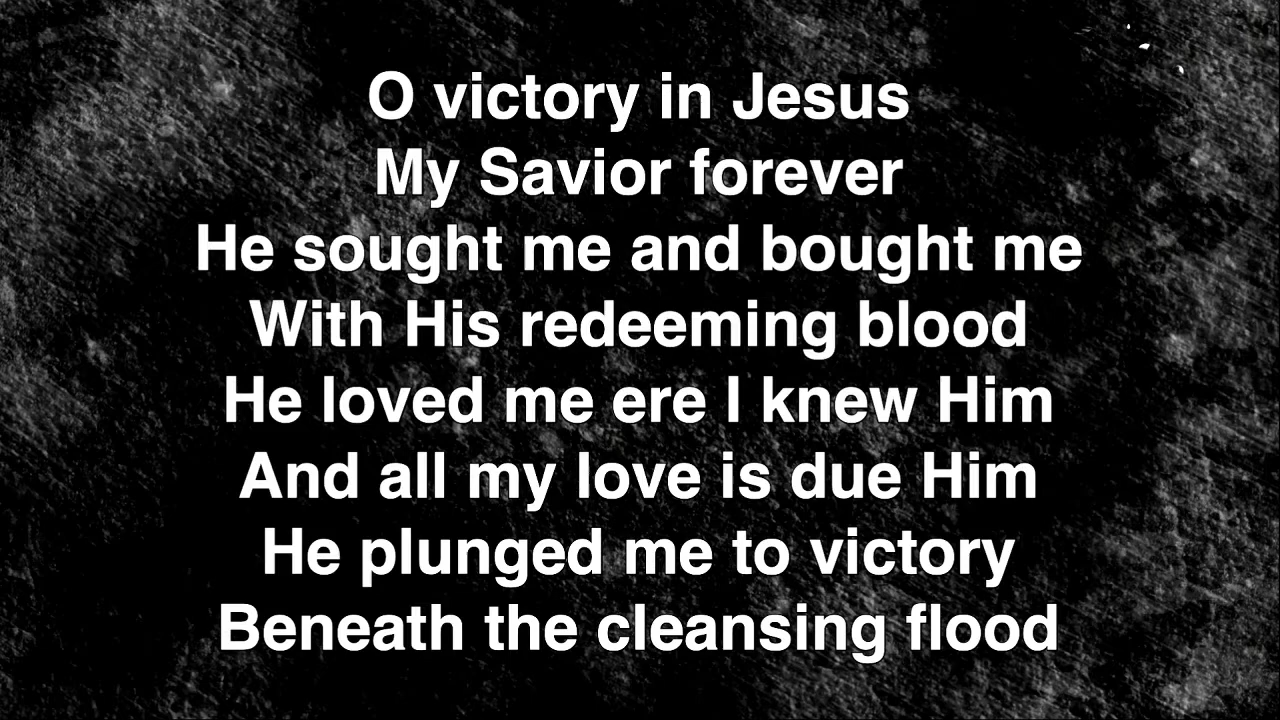 O victory in Jesus
My Savior forever
He sought me and bought me
With His redeeming blood
He loved me ere I knew Him
And all my love is due Him
He plunged me to victory
Beneath the cleansing flood